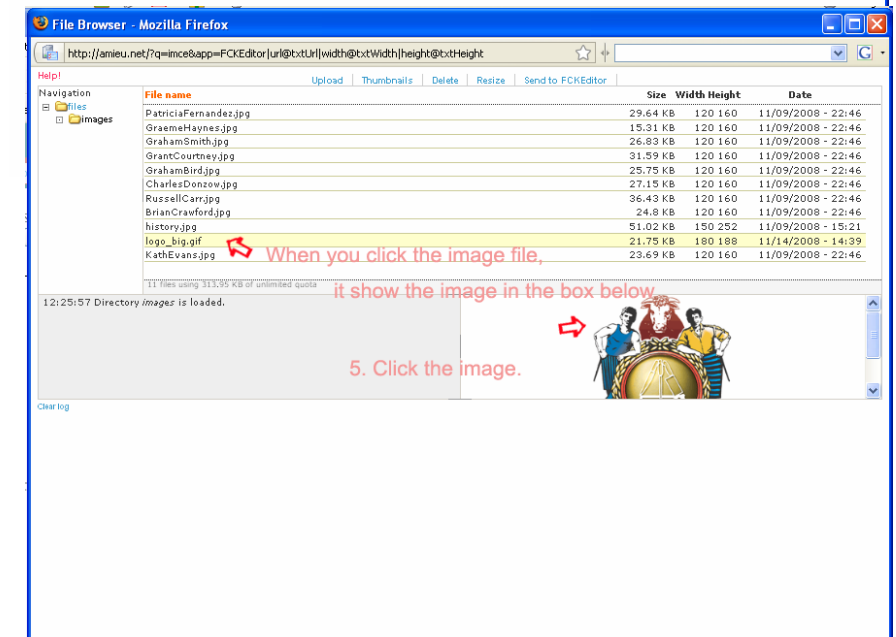 File Browser - Mozilla Firefox
http://amieu.net/?q=imce&app=FCKEditor|url@txtUrl|width@txtWidth|height@txtHeight
G
Help!
Upload | Thumbnails | Delete | Resize | Send to FCKEditor |
Navigation
files
images
File name Size Width Height Date
PatriciaFernandez.jpg 29.64 KB 120 160 11/09/2008 - 22:46
GraemeHaynes.jpg 15.31 KB 120 160 11/09/2008 - 22:46
GrahamSmith.jpg 26.83 KB 120 160 11/09/2008 - 22:46
GrantCourtney.jpg 31.59 KB 120 160 11/09/2008 - 22:46
GrahamBird.jpg 25.75 KB 120 160 11/09/2008 - 22:46
CharlesDonzow.jpg 27.15 KB 120 160 11/09/2008 - 22:46
RussellCarr.jpg 36.43 KB 120 160 11/09/2008 - 22:46
BrianCrawford.jpg 24.8 KB 120 160 11/09/2008 - 22:46
history.jpg 51.02 KB 150 252 11/09/2008 - 15:21
logo_big.gif 21.75 KB 180 188 11/14/2008 - 14:39
KathEvans.jpg 23.69 KB 120 160 11/09/2008 - 22:46
When you click the image file,
11 files using 313.95 KB of unlimited quota
it show the image in the box below
12:25:57 Directory images is loaded.
5. Click the image.
Clear log